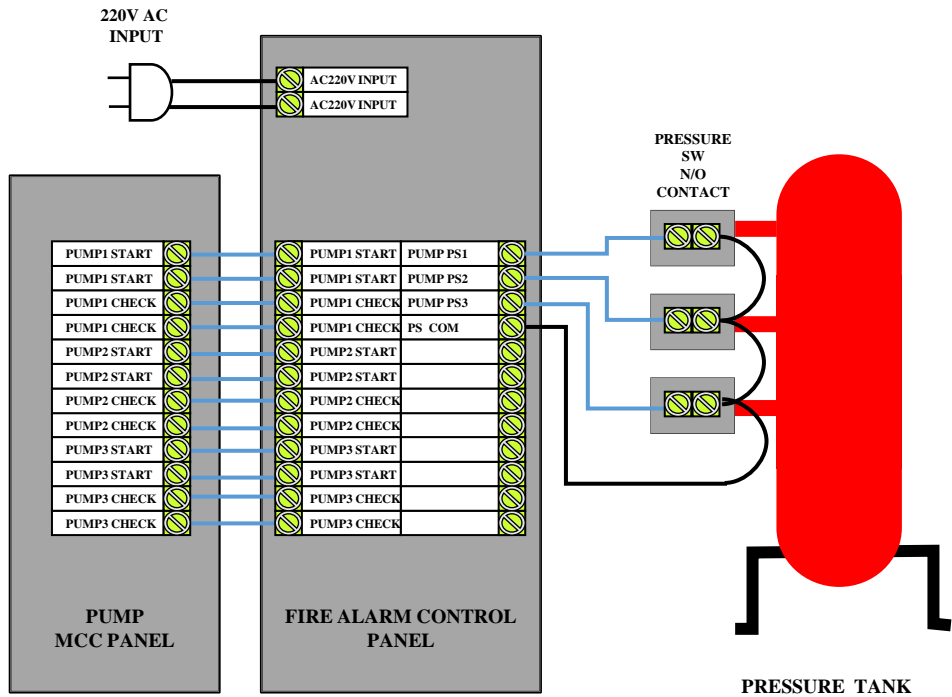 220V AC
INPUT
AC220V INPUT
AC220V INPUT
PRESSURE
SW
N/O
CONTACT
PUMP1 START PUMP1 START PUMP PS1
PUMP1 START PUMP1 START PUMP PS2
PUMP1 CHECK PUMP1 CHECK PUMP PS3
PUMP1 CHECK PUMP1 CHECK PS COM
PUMP2 START PUMP2 START
PUMP2 START PUMP2 START
PUMP2 CHECK PUMP2 CHECK
PUMP2 CHECK PUMP2 CHECK
PUMP3 START PUMP3 START
PUMP3 START PUMP3 START
PUMP3 CHECK PUMP3 CHECK
PUMP3 CHECK PUMP3 CHECK
PUMP
MCC PANEL
FIRE ALARM CONTROL
PANEL
PRESSURE TANK